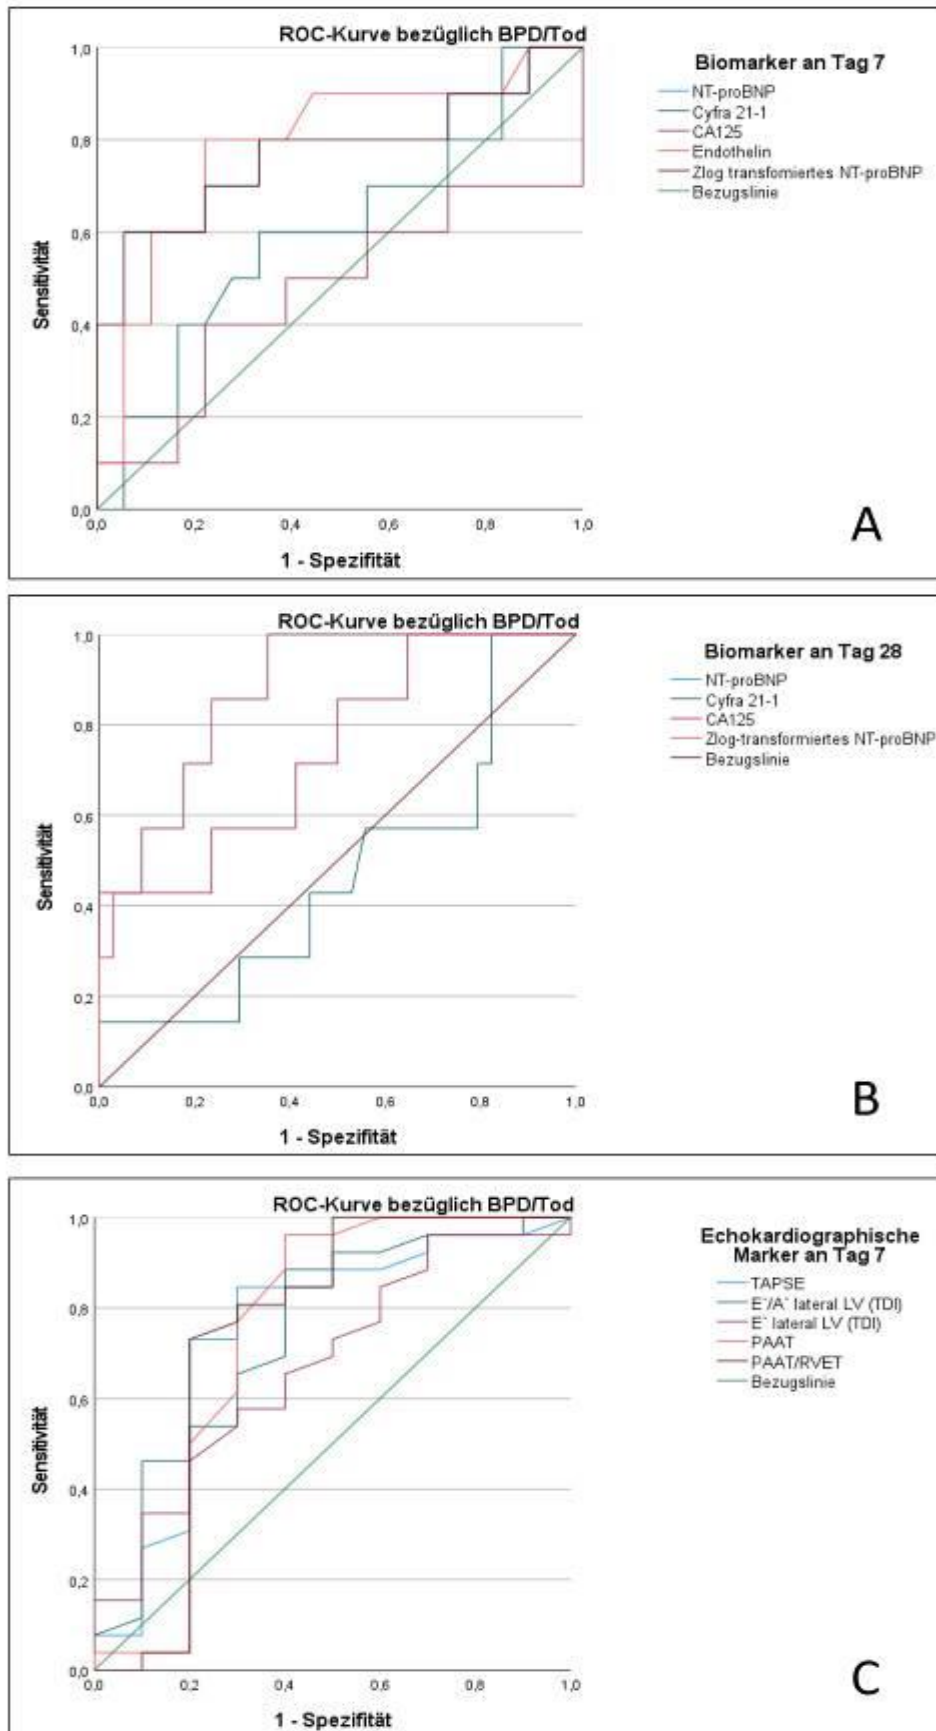 ROC-Kurve bezüglich BPD/Tod
Biomarker an Tag 7
NT-proBNP
Cyfra 21-1
CA125
Endothelin
Zlog transfomiertes NT-proBNP
Bezugslinie
Sensitivität
1,0
0,8
0,6
0,4
0,2
0,0
0,0 0,2 0,4 0,6 0,8 1,0
1 - Spezifität
A
ROC-Kurve bezüglich BPD/Tod
Biomarker an Tag 28
NT-proBNP
Cyfra 21-1
CA125
Zlog-transformiertes NT-proBNP
Bezugslinie
Sensitivität
1,0
0,8
0,6
0,4
0,2
0,0
0,0 0,2 0,4 0,6 0,8 1,0
1 - Spezifität
B
ROC-Kurve bezüglich BPD/Tod
Echokardiographische
Marker an Tag 7
TAPSE
E`/A` lateral LV (TDI)
E` lateral LV (TDI)
PAAT
PAAT/RVET
Bezugslinie
Sensitivität
1,0
0,8
0,6
0,4
0,2
0,0
0,0 0,2 0,4 0,6 0,8 1,0
1 - Spezifität
C